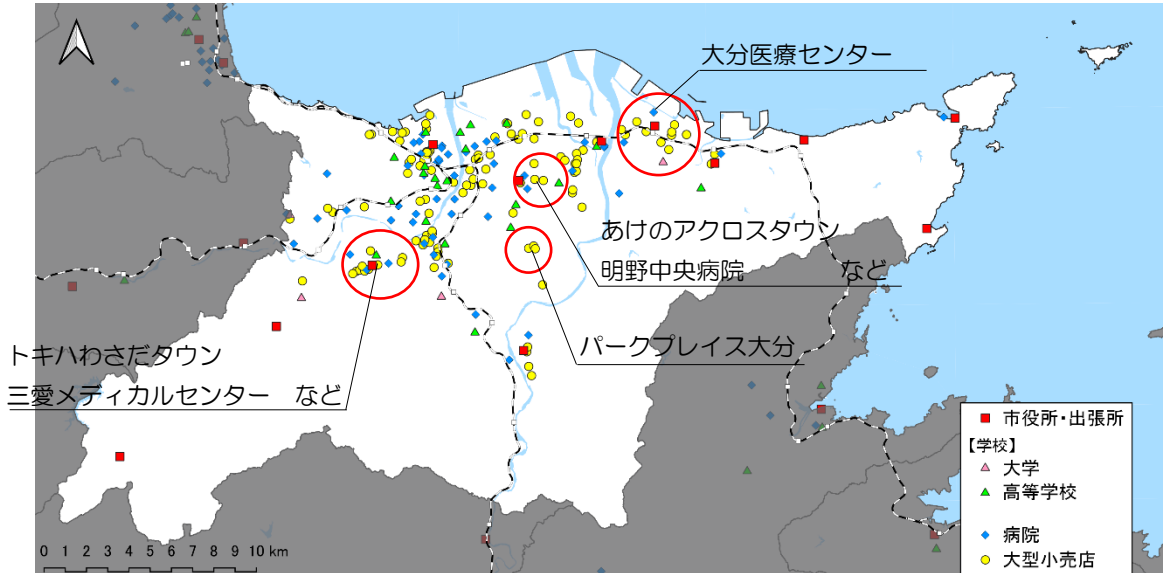 大分医療センター
あけのアクロスタウン
明野中央病院 など
パークプレイス大分
トキハわさだタウン
三愛メディカルセンター など
市役所・出張所
【学校】
大学
高等学校
病院
大型小売店
0 1 2 3 4 5 6 7 8 9 10 km